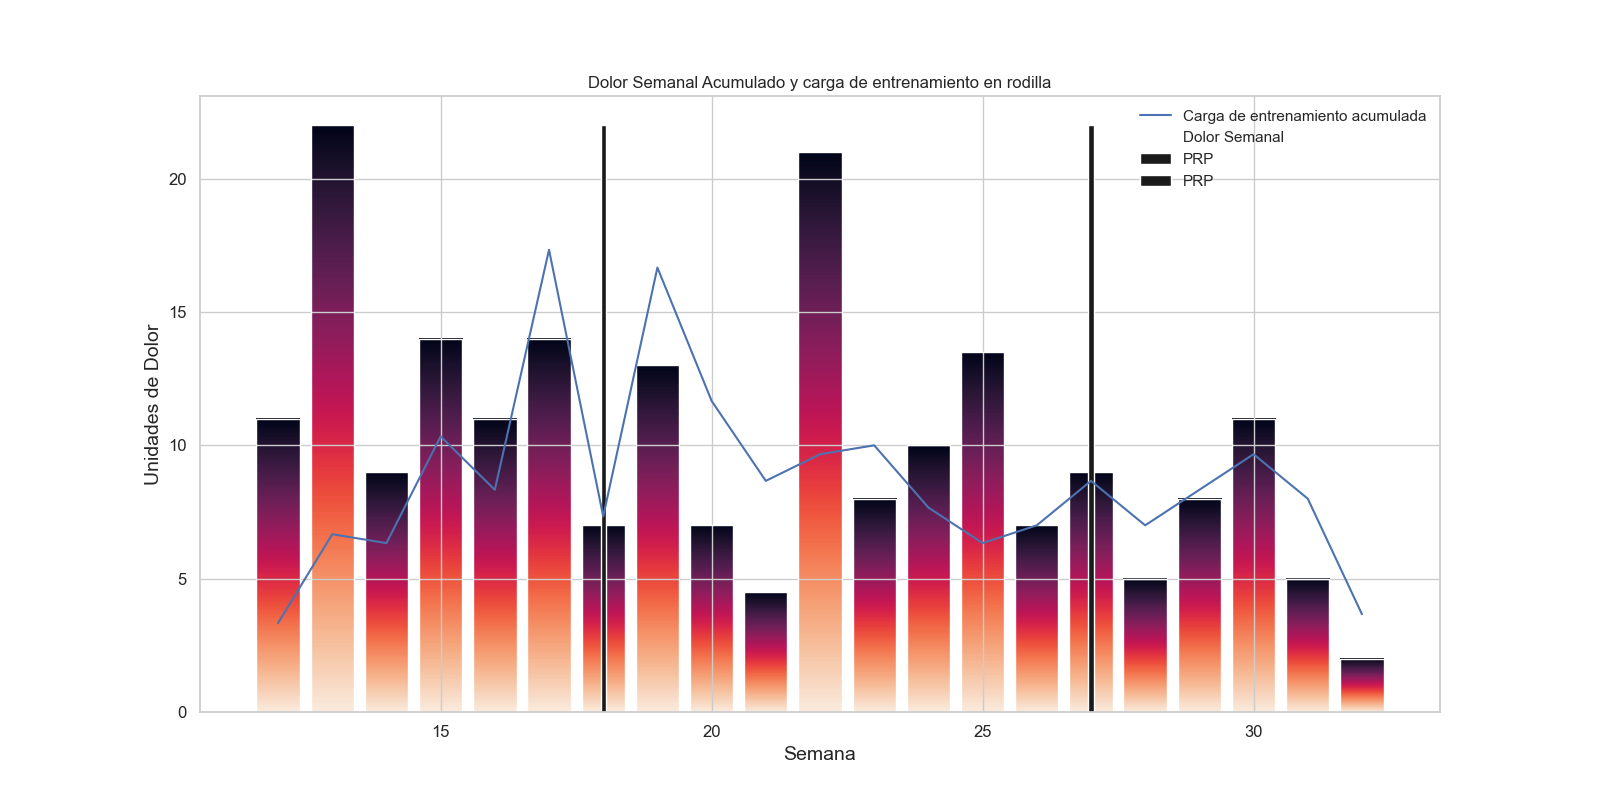 Dolor Semanal Acumulado y carga de entrenamiento en rodilla
Carga de entrenamiento acumulada
Dolor Semanal
PRP
PRP
Unidades de Dolor
20
15
10
5
0
15
20
25
30
Semana